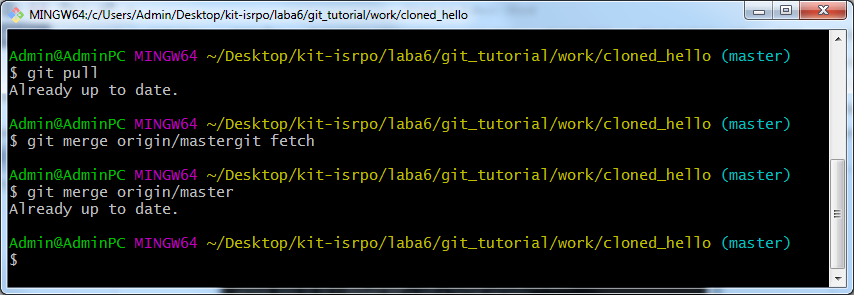 MINGW64:/c/Users/Admin/Desktop/kit-isrpo/laba6/git_tutorial/work/cloned_hello
Admin@AdminPC MINGW64 ~/Desktop/kit-isrpo/laba6/git_tutorial/work/cloned_hello (master)
$ git pull
Already up to date.
Admin@AdminPC MINGW64 ~/Desktop/kit-isrpo/laba6/git_tutorial/work/cloned_hello (master)
$ git merge origin/mastergit fetch
Admin@AdminPC MINGW64 ~/Desktop/kit-isrpo/laba6/git_tutorial/work/cloned_hello (master)
$ git merge origin/master
Already up to date.
Admin@AdminPC MINGW64 ~/Desktop/kit-isrpo/laba6/git_tutorial/work/cloned_hello (master)
$